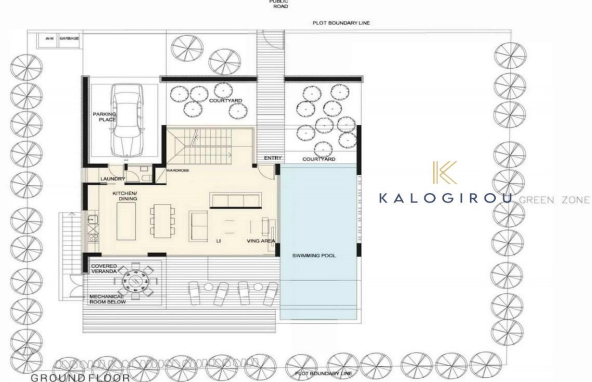 PUBLIC
ROAD
PLOT BOUNDARY LINE
GARBAGE
COURTYARD
PARKING
PLACE
ENTRY
COURTYARD
WARDROBE
LAUNDRY
KITCHEN/
DINING
KALOGIROU
GREEN ZONE
LI VING AREA
SWIMMING POOL
COVERED
VERANDA
MECHANICAL
ROOM BELOW
PLOT BOUNDARY LINE
GROUND FLOOR